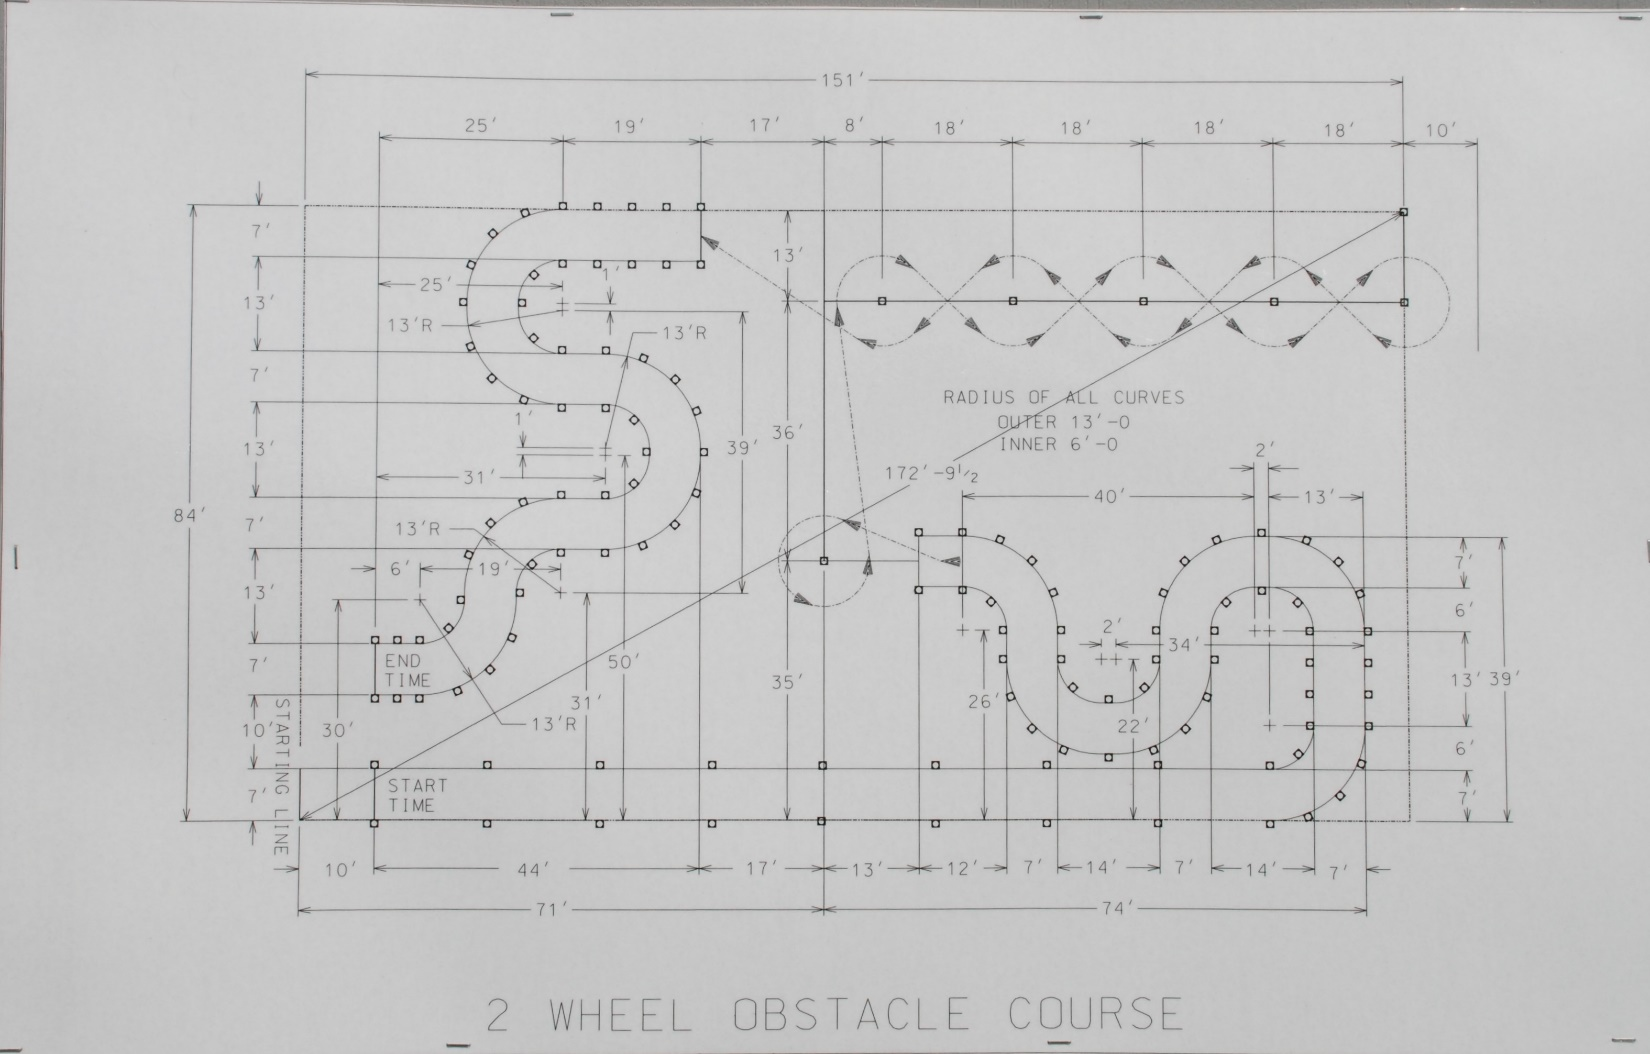 151'
25' 19' 17' 8' 18' 18' 18' 18' 10'
7'
13'
1'
25'
13'
13'R
13'R
7'
RADIUS OF ALL CURVES
OUTER 13'-0
INNER 6'-0
1'
36'
39'
13'
2'
31'
172'-9½
40'
13'
84'
7'
13'R
7'
6' 19'
13'
6'
2'
34'
END
TIME
7'
50'
35'
13' 39'
31'
26'
10'
30'
13'R
22'
6'
STARTING LINE
START
TIME
7'
7'
10' 44' 17' 13' 12' 7' 14' 7' 14' 7'
71' 74'
2 WHEEL OBSTACLE COURSE